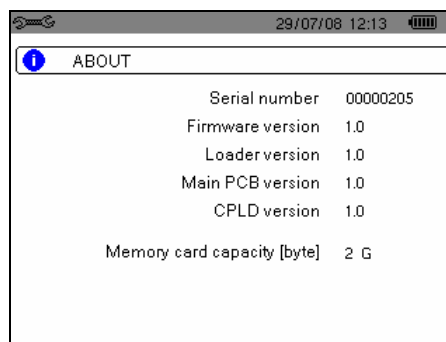 29/07/08 12:13
ABOUT
Serial number 00000205
Firmware version 1.0
Loader version 1.0
Main PCB version 1.0
CPLD version 1.0
Memory card capacity [byte] 2 G